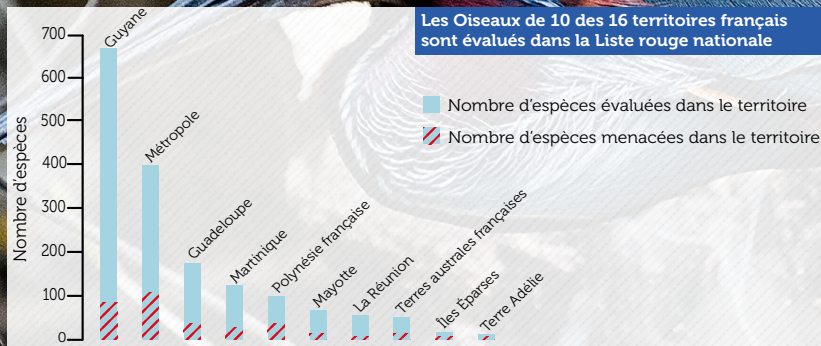 Les Oiseaux de 10 des 16 territoires français
sont évalués dans la Liste rouge nationale
Nombre d'espèces évaluées dans le territoire
Nombre d'espèces menacées dans le territoire
Nombre d'espèces
700
600
500
400
300
200
100
0
Guyane
Métropole
Guadeloupe
Martinique
Polynésie française
Mayotte
La Réunion
Terres australes françaises
Îles Éparses
Terre Adélie